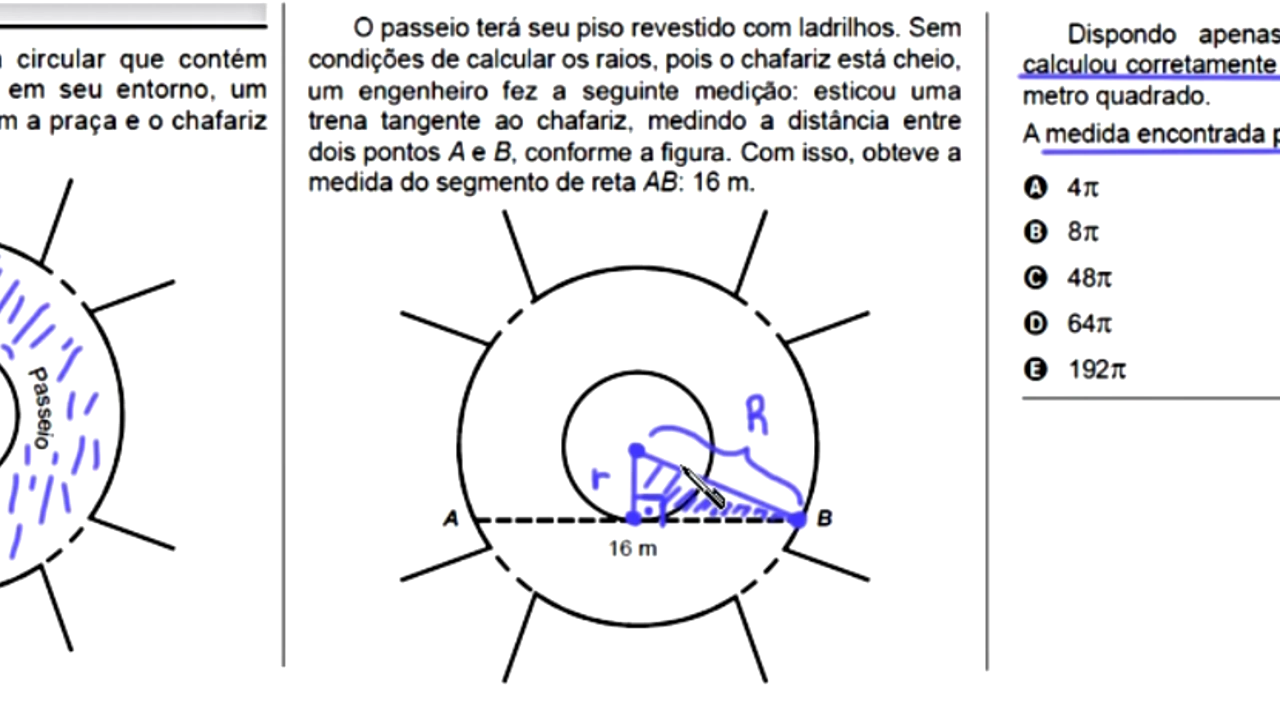 circular que contém
em seu entorno, um
m a praça e o chafariz
Passeio
O passeio terá seu piso revestido com ladrilhos. Sem
condições de calcular os raios, pois o chafariz está cheio,
um engenheiro fez a seguinte medição: esticou uma
trena tangente ao chafariz, medindo a distância entre
dois pontos A e B, conforme a figura. Com isso, obteve a
medida do segmento de reta AB: 16 m.
R
r
A
B
16 m
Dispondo apenas
calculou corretamente
metro quadrado.
A medida encontrada p
A 4π
B 8π
C 48π
D 64π
E 192π